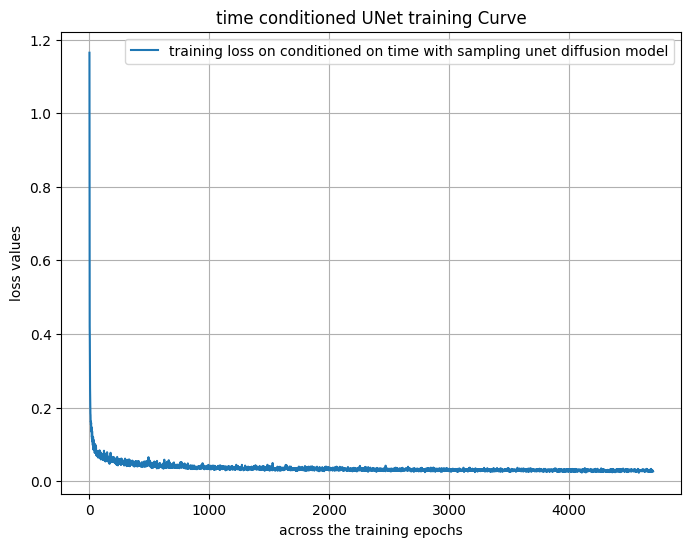 time conditioned UNet training Curve
training loss on conditioned on time with sampling unet diffusion model
1.2
1.0
0.8
0.6
0.4
0.2
0.0
loss values
0 1000 2000 3000 4000
across the training epochs